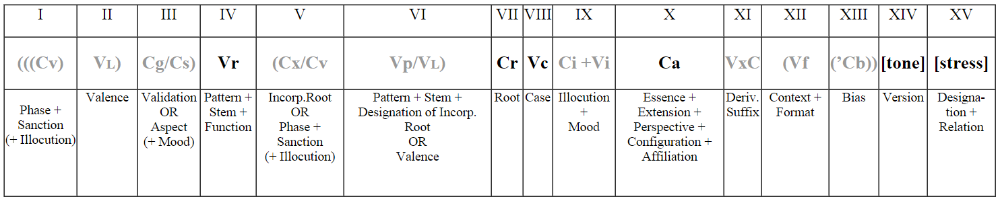 I II III IV V VI VII VIII IX X XI XII XIII XIV XV
(((Cv) VL) Cg/Cs) Vr (Cx/Cv Vp/VL) Cr Vc Ci +Vi Ca VxC (Vf (’Cb)) [tone] [stress]
Phase +
Sanction
(+ Illocution)
Valence
Validation
OR
Aspect
(+ Mood)
Pattern +
Stem +
Function
Incorp.Root
OR
Phase +
Sanction
(+ Illocution)
Pattern + Stem +
Designation of Incorp.
Root
OR
Valence
Root
Case
Illocution
+
Mood
Essence +
Extension +
Perspective +
Configuration +
Affiliation
Deriv.
Suffix
Context +
Format
Bias
Version
Designa-
tion +
Relation